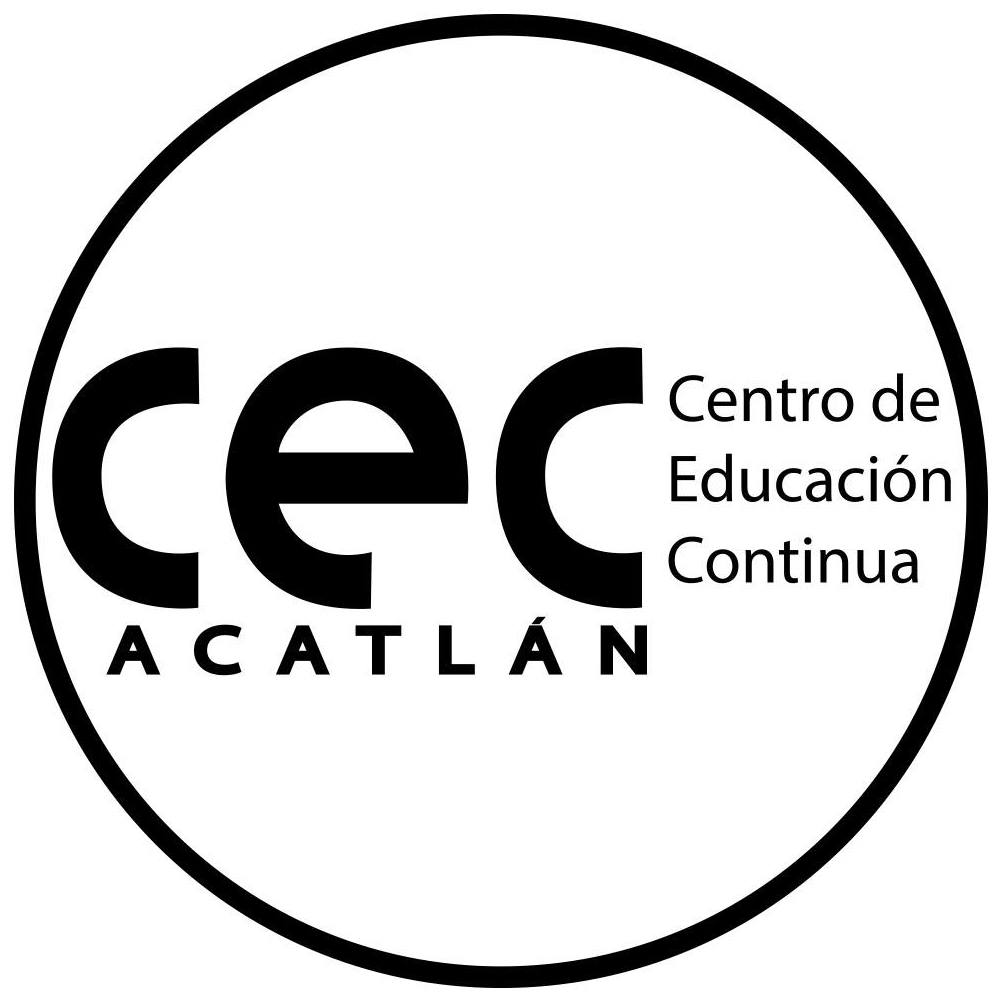 cec
ACATLÁN
Centro de
Educación
Continua